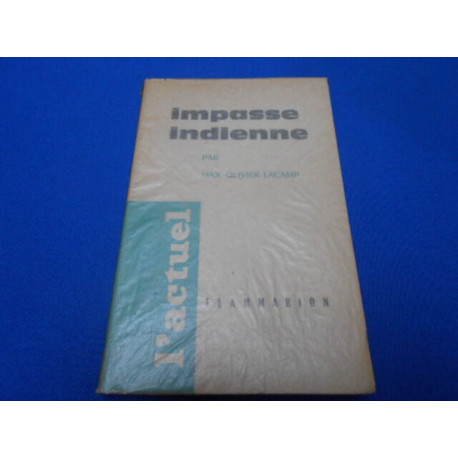 impasse
indienne
PAR
MAX OLIVIER-LACAMP
l'actuel
FLAMMARION